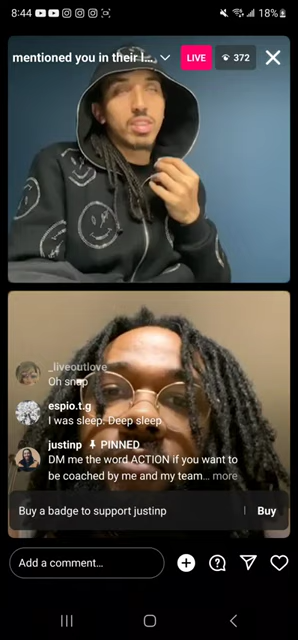 8:44 18%
mentioned you in their l... LIVE 372
_liveoutlove
Oh snap
espio.t.g
I was sleep. Deep sleep
justinp PINNED
DM me the word ACTION if you want to
be coached by me and my team... more
Buy a badge to support justinp | Buy
Add a comment...